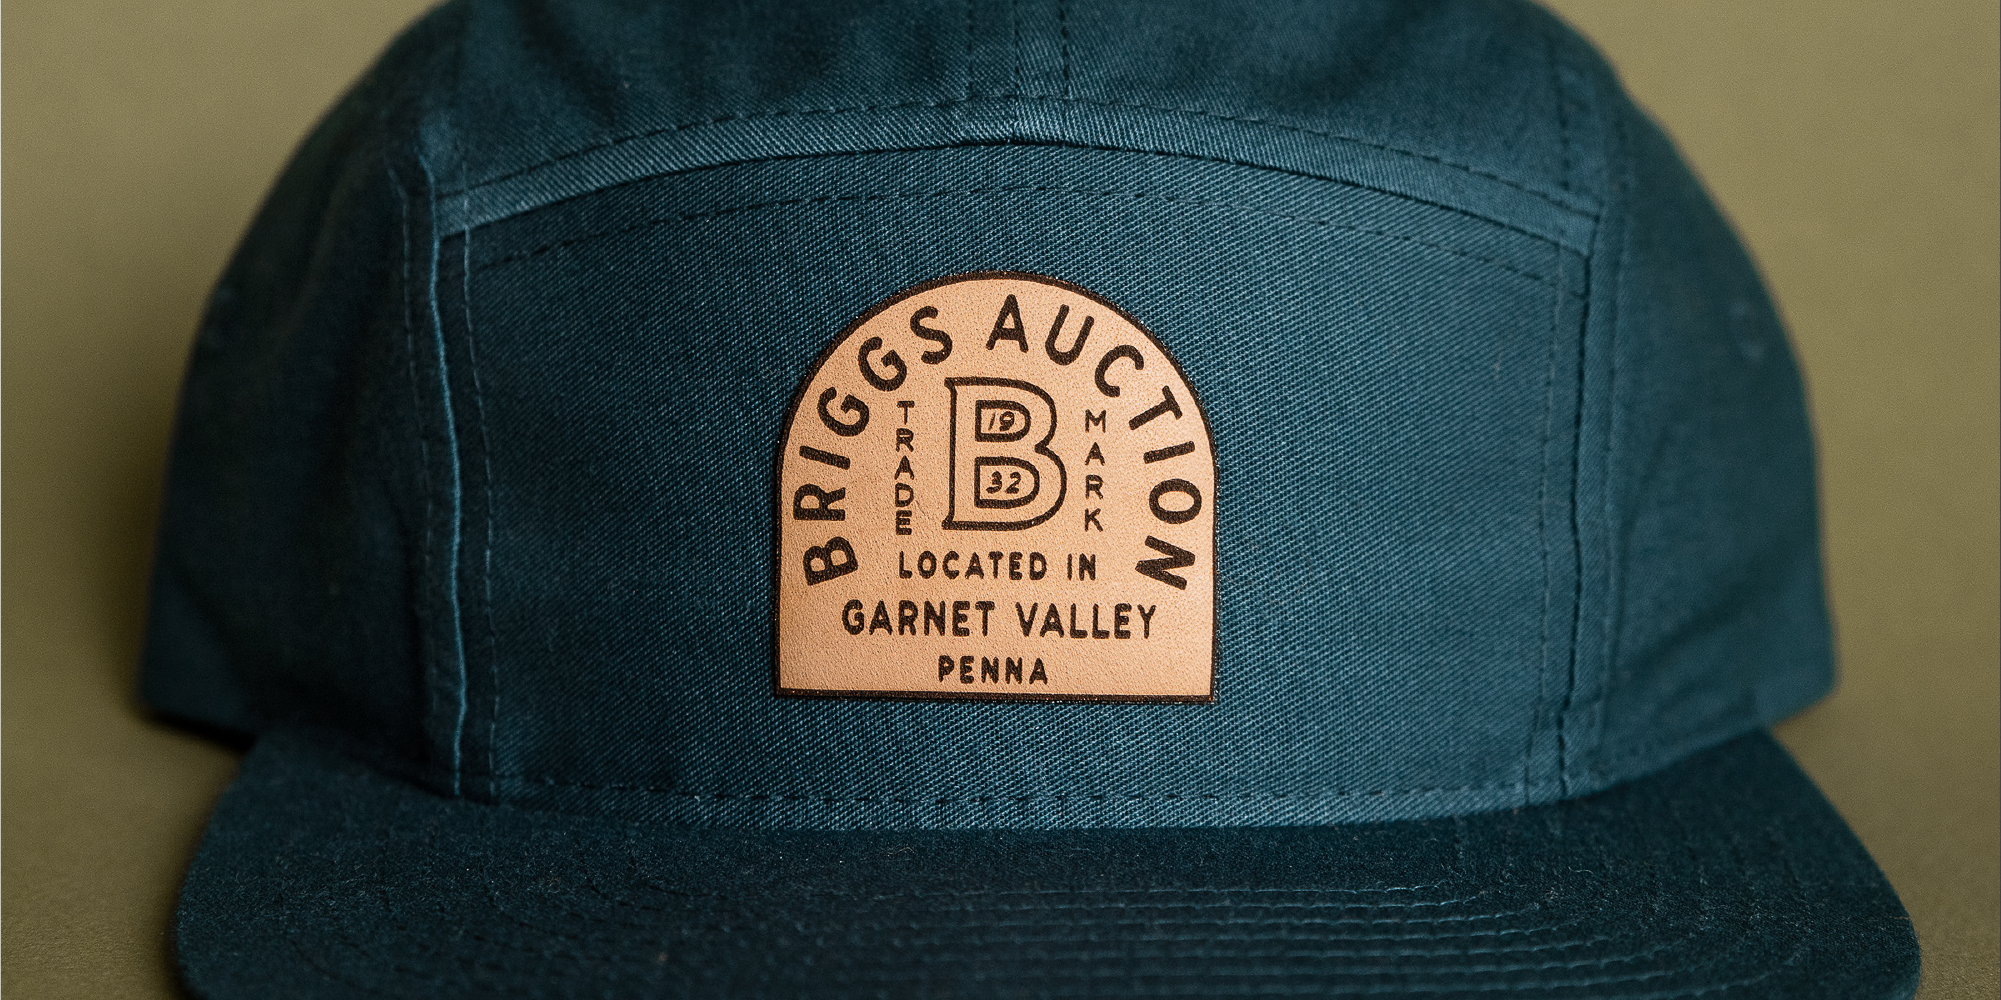 BRIGGS AUCTION
TRADE MARK
B
19
32
LOCATED IN
GARNET VALLEY
PENNA